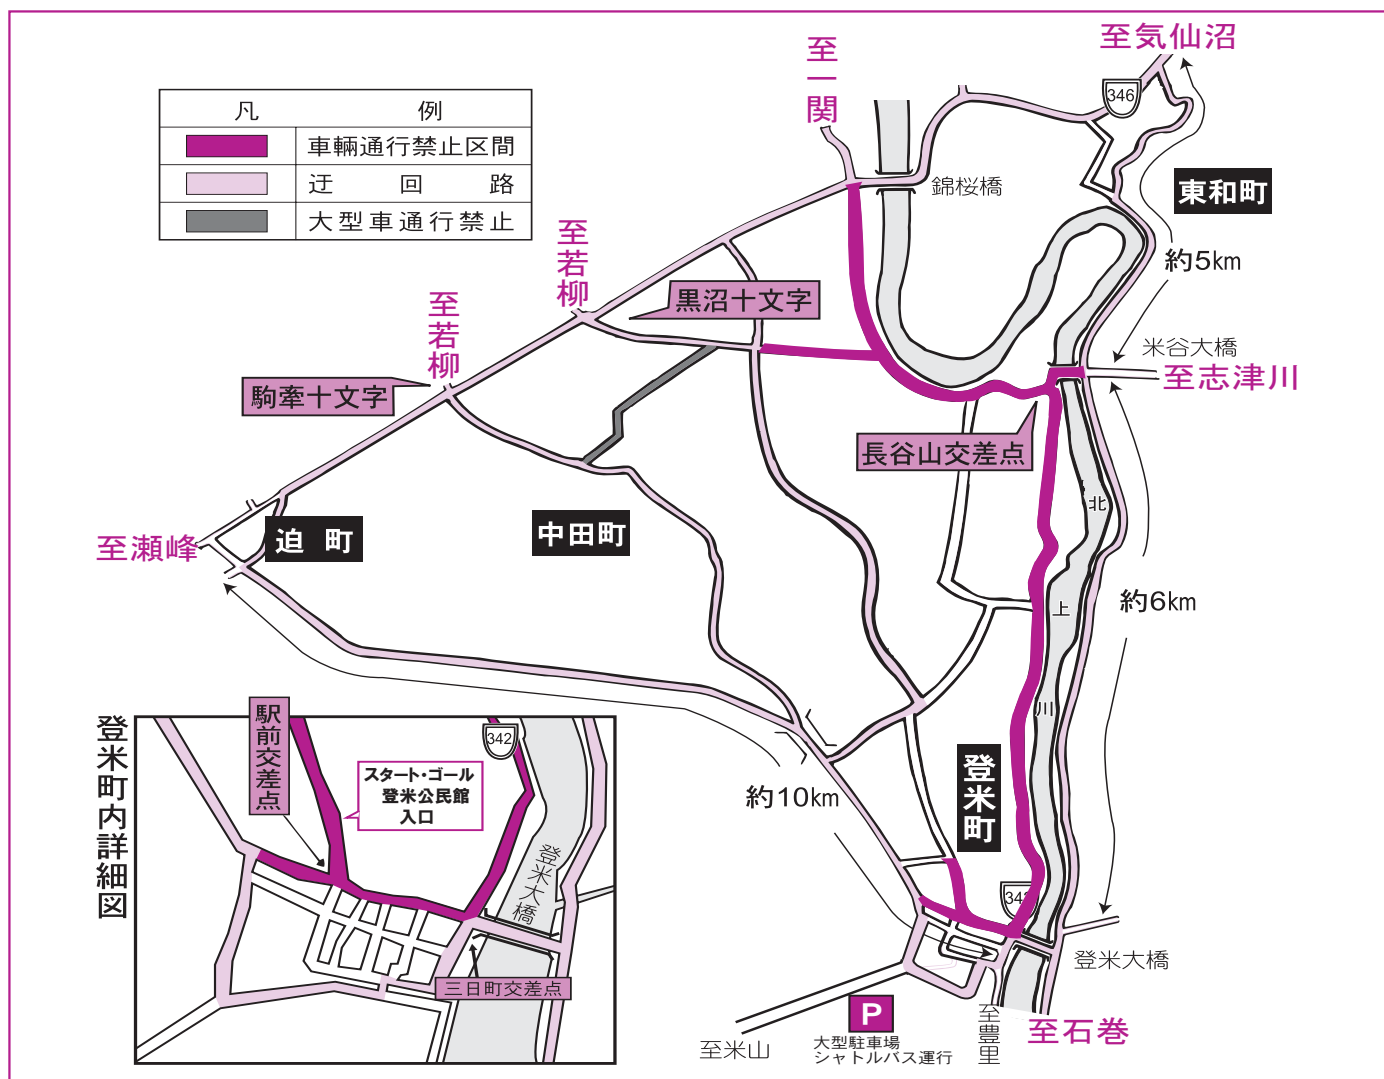 至気仙沼
至一関
346
凡　例
車輛通行禁止区間
迂回路
大型車通行禁止
錦桜橋
東和町
至若柳
約5km
黒沼十文字
至若柳
米谷大橋
至志津川
駒牽十文字
長谷山交差点
北
上
川
迫町
中田町
至瀬峰
約6km
登米町
約10km
342
登米大橋
至豊里
至石巻
至米山
P
大型駐車場
シャトルバス運行
登米町内詳細図
駅前交差点
342
スタート・ゴール
登米公民館
入口
登米大橋
三日町交差点